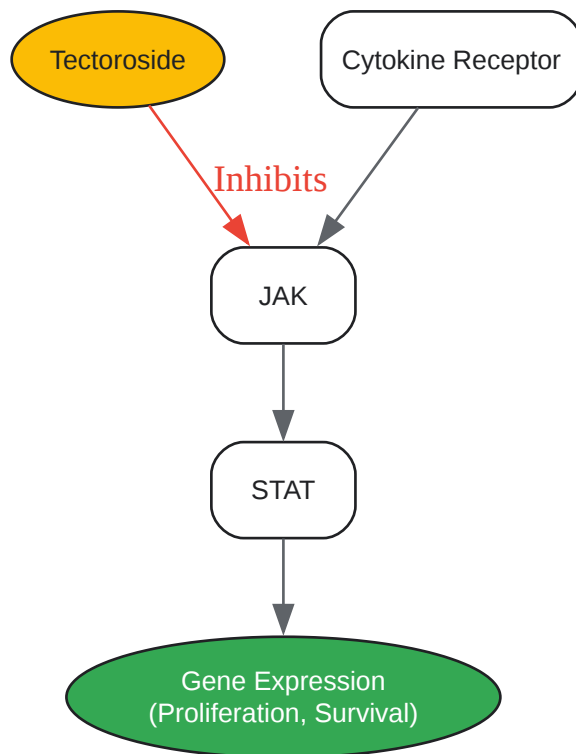 Tectoroside
Cytokine Receptor
Inhibits
JAK
STAT
Gene Expression
(Proliferation, Survival)